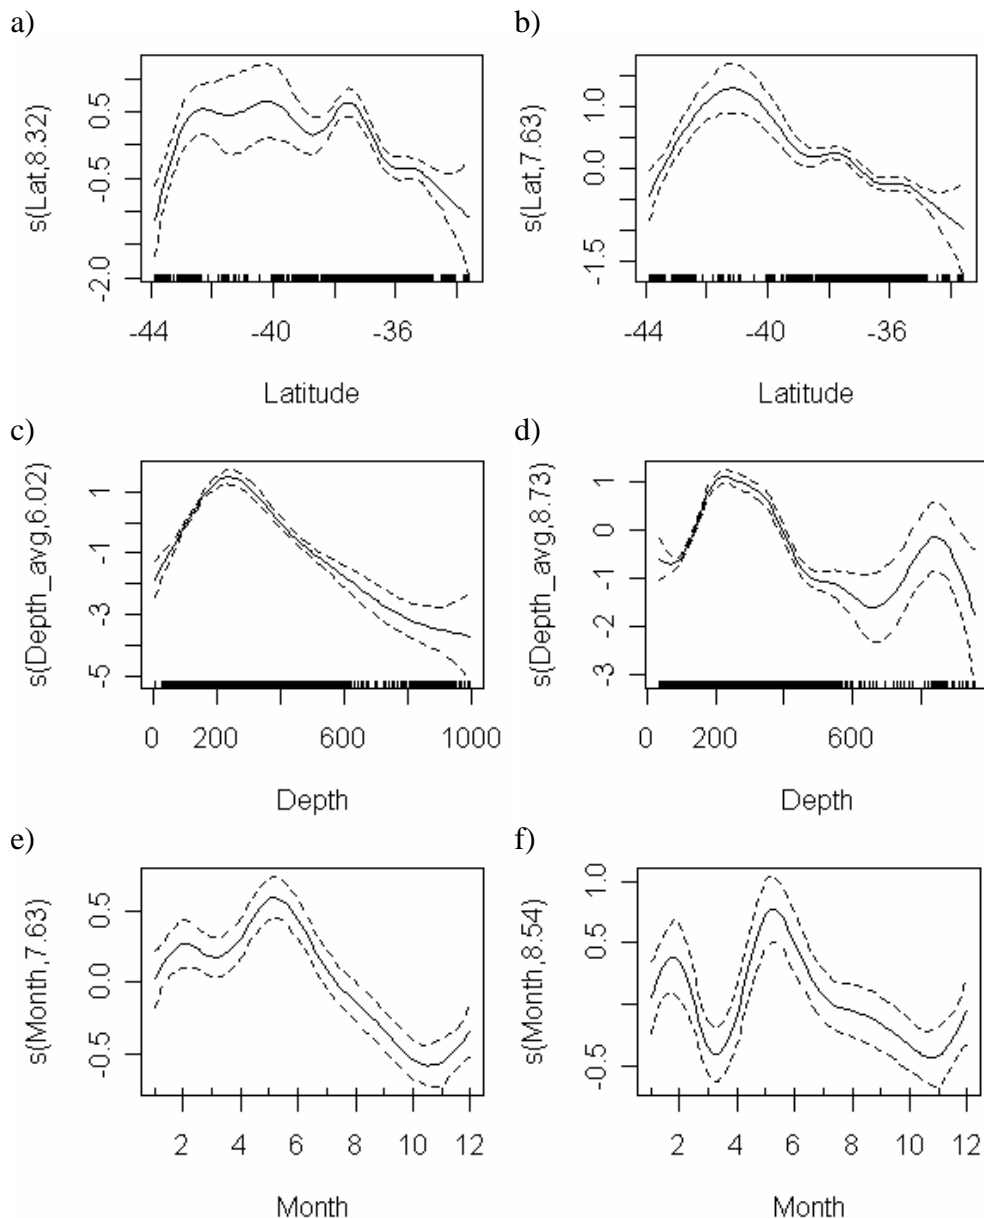 a)
b)
s(Lat,8.32)
0.5
-0.5
-2.0
-44
-40
-36
Latitude
s(Lat,7.63)
1.0
0.0
-1.5
-44
-40
-36
Latitude
c)
d)
s(Depth_avg,6.02)
1
-1
-3
-5
0
200
600
1000
Depth
s(Depth_avg,8.73)
1
0
-1
-2
-3
0
200
600
Depth
e)
f)
s(Month,7.63)
0.5
0.0
-0.5
2
4
6
8
10
12
Month
s(Month,8.54)
1.0
0.5
-0.5
2
4
6
8
10
12
Month